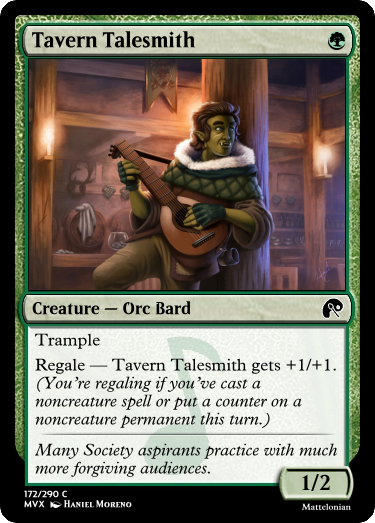 Tavern Talesmith
Creature — Orc Bard
Trample
Regale — Tavern Talesmith gets +1/+1.
(You're regaling if you've cast a
noncreature spell or put a counter on a
noncreature permanent this turn.)
Many Society aspirants practice with much
more forgiving audiences.
1/2
172/290 C
MVX Haniel Moreno
Mattelonian